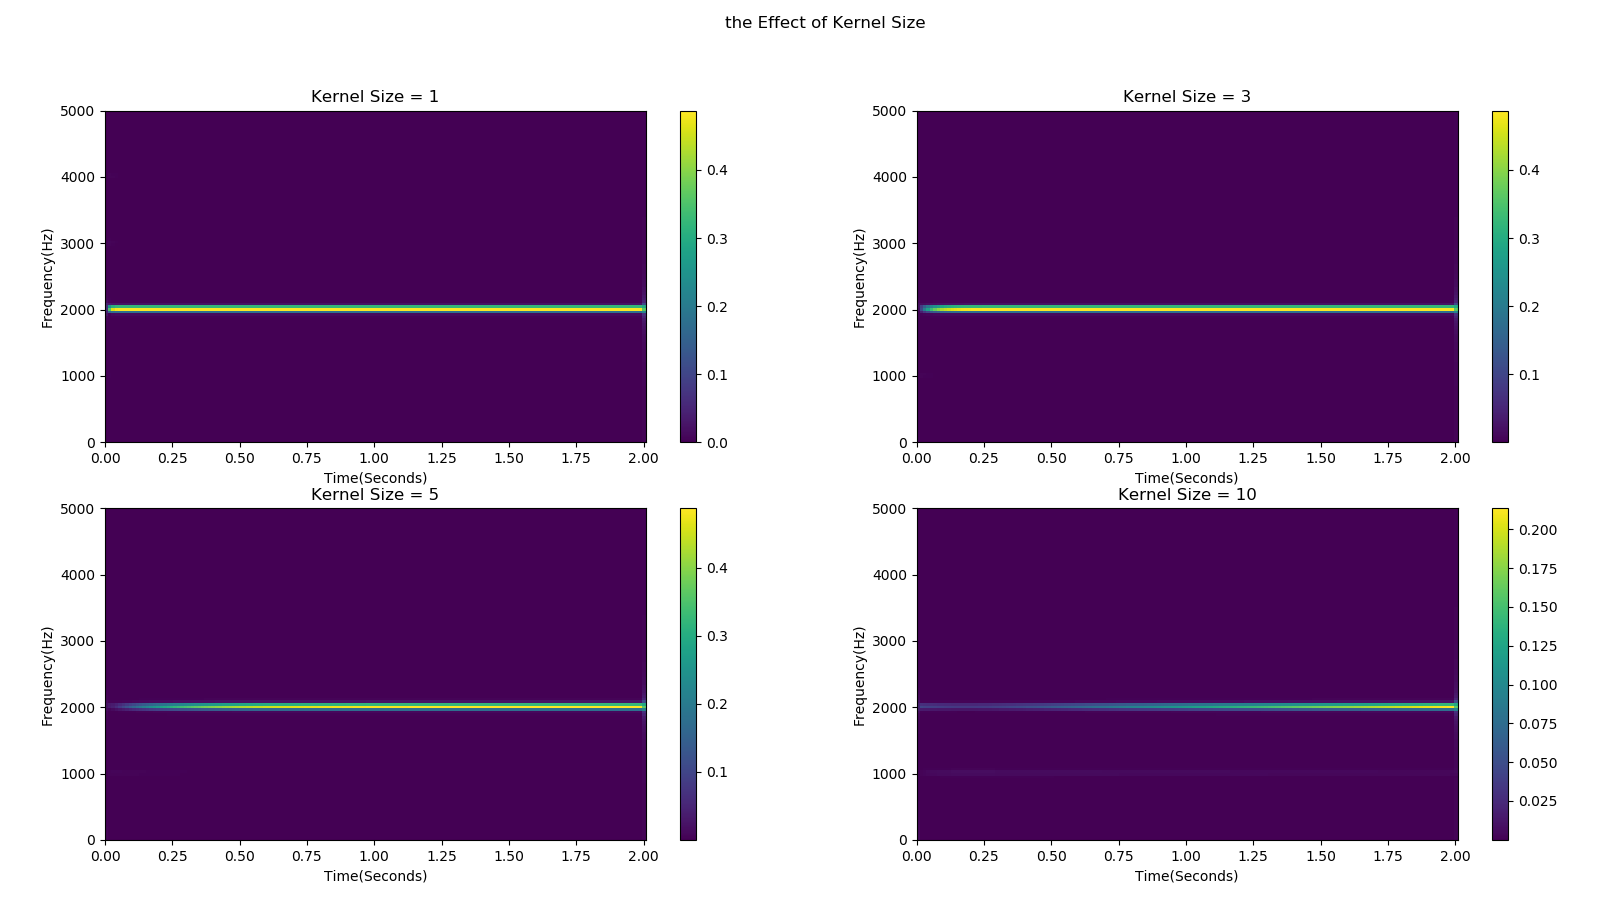 the Effect of Kernel Size
Kernel Size = 1
5000
4000
3000
2000
1000
0
Frequency(Hz)
0.00 0.25 0.50 0.75 1.00 1.25 1.50 1.75 2.00
Time(Seconds)
0.4
0.3
0.2
0.1
0.0
Kernel Size = 3
5000
4000
3000
2000
1000
0
Frequency(Hz)
0.00 0.25 0.50 0.75 1.00 1.25 1.50 1.75 2.00
Time(Seconds)
0.4
0.3
0.2
0.1
Kernel Size = 5
5000
4000
3000
2000
1000
0
Frequency(Hz)
0.00 0.25 0.50 0.75 1.00 1.25 1.50 1.75 2.00
Time(Seconds)
0.4
0.3
0.2
0.1
Kernel Size = 10
5000
4000
3000
2000
1000
0
Frequency(Hz)
0.00 0.25 0.50 0.75 1.00 1.25 1.50 1.75 2.00
Time(Seconds)
0.200
0.175
0.150
0.125
0.100
0.075
0.050
0.025